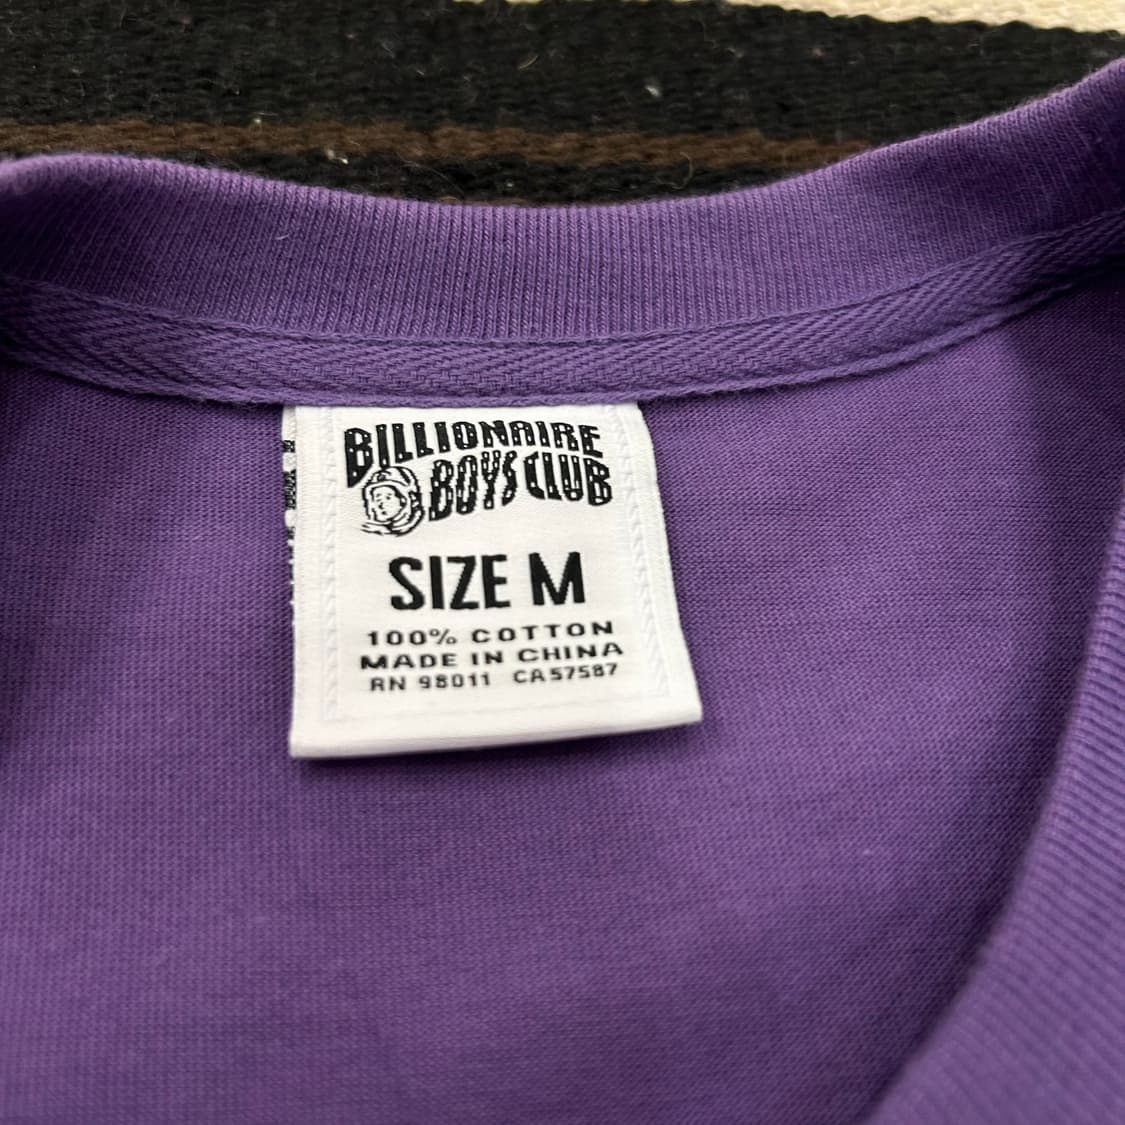 BILLIONAIRE
BOYS CLUB
SIZE M
100% COTTON
MADE IN CHINA
RN 98011 CA57587